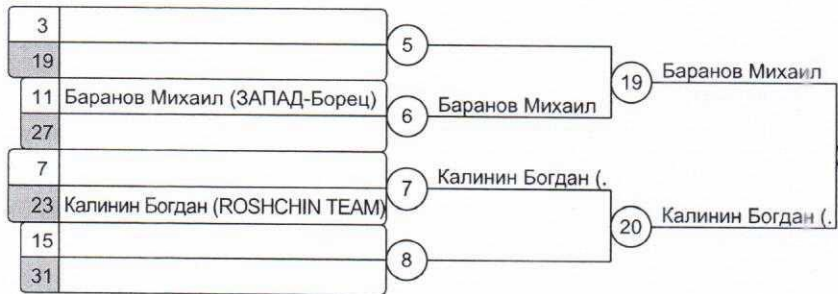 3
19
5
11 Баранов Михаил (ЗАПАД-Борец)
27
6 Баранов Михаил
19 Баранов Михаил
7
23 Калинин Богдан (ROSHCHIN TEAM)
7 Калинин Богдан (.
15
31
8
20 Калинин Богдан (.